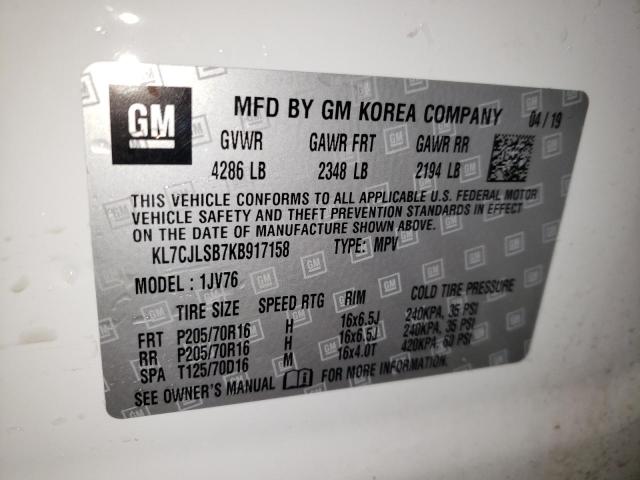 GM MFD BY GM KOREA COMPANY 04/19
GVWR GAWR FRT GAWR RR
4286 LB 2348 LB 2194 LB
THIS VEHICLE CONFORMS TO ALL APPLICABLE U.S. FEDERAL MOTOR
VEHICLE SAFETY AND THEFT PREVENTION STANDARDS IN EFFECT
ON THE DATE OF MANUFACTURE SHOWN ABOVE.
KL7CJLSB7KB917158 TYPE: MPV
MODEL: 1JV76
TIRE SIZE SPEED RTG RIM COLD TIRE PRESSURE
FRT P205/70R16 H 16x6.5J 240KPA, 35 PSI
RR P205/70R16 H 16x6.5J 240KPA, 35 PSI
SPA T125/70D16 M 16x4.0T 420KPA, 60 PSI
SEE OWNER'S MANUAL FOR MORE INFORMATION